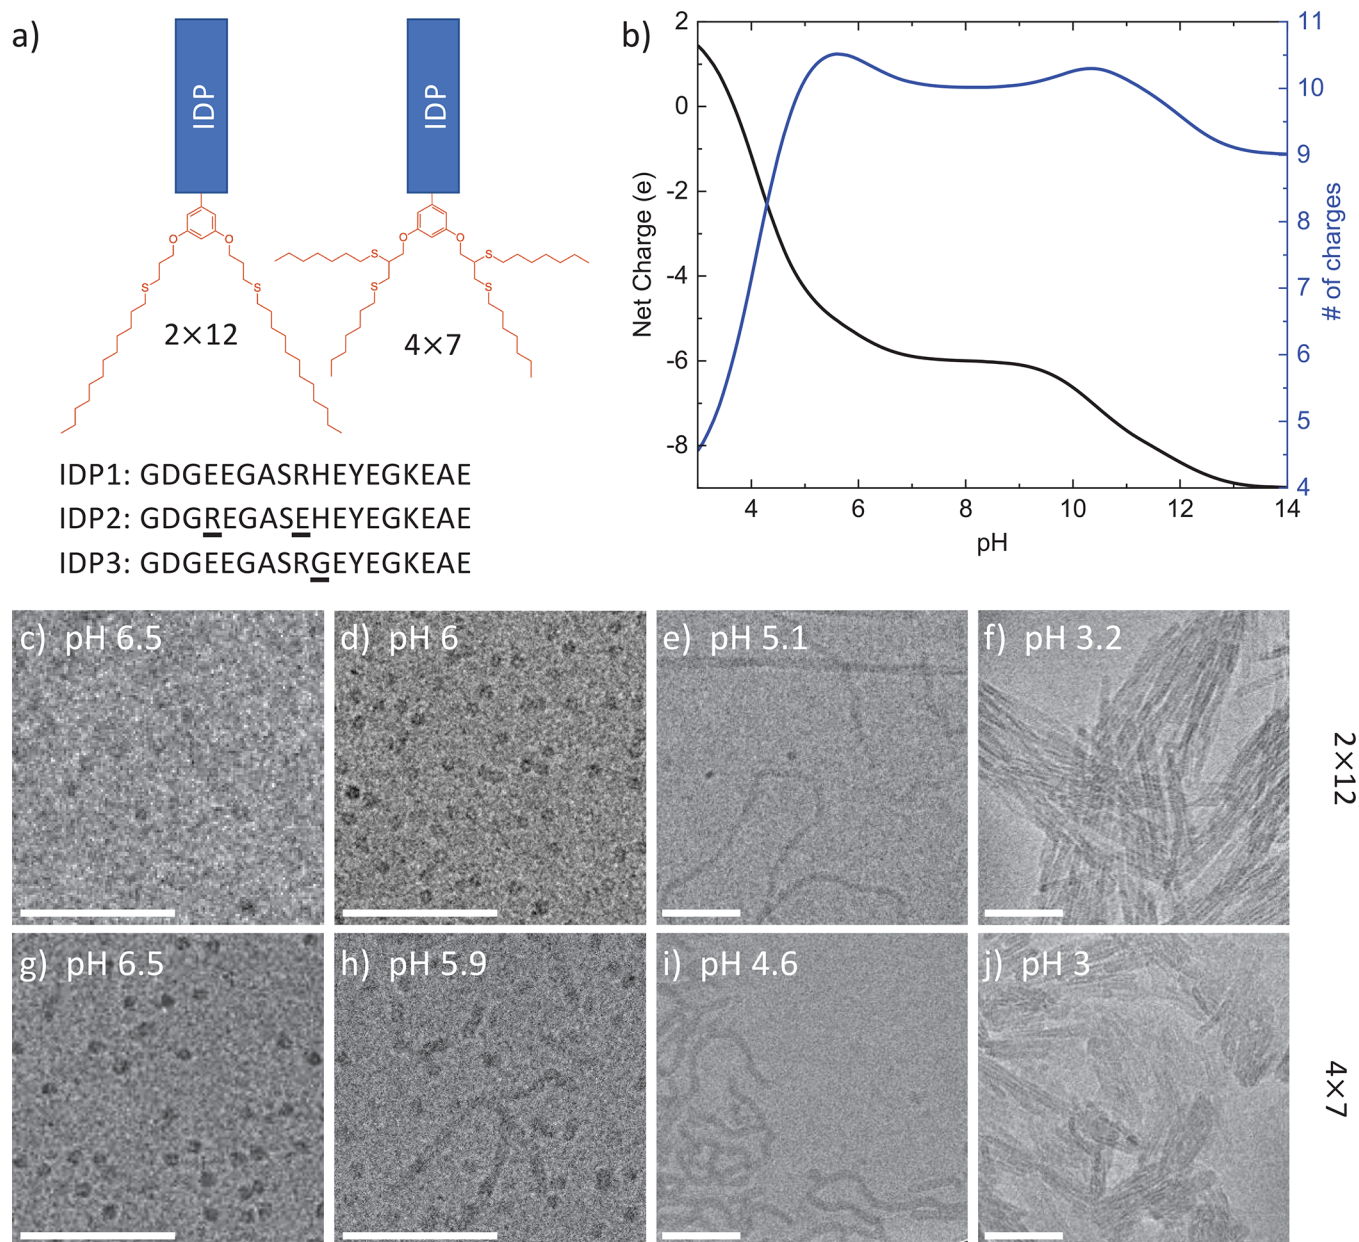 a)
IDP
IDP
O
O
S
S
2×12
O
O
S
S
S
S
4×7
IDP1: GDGEEGASRHEYEGKEAE
IDP2: GDGREGASEHEYEGKEAE
IDP3: GDGEEGASRGEYEGKEAE
b)
2
0
-2
-4
-6
-8
Net Charge (e)
4
6
8
10
12
14
pH
11
10
9
8
7
6
5
4
# of charges
c) pH 6.5
d) pH 6
e) pH 5.1
f) pH 3.2
2×12
g) pH 6.5
h) pH 5.9
i) pH 4.6
j) pH 3
4×7